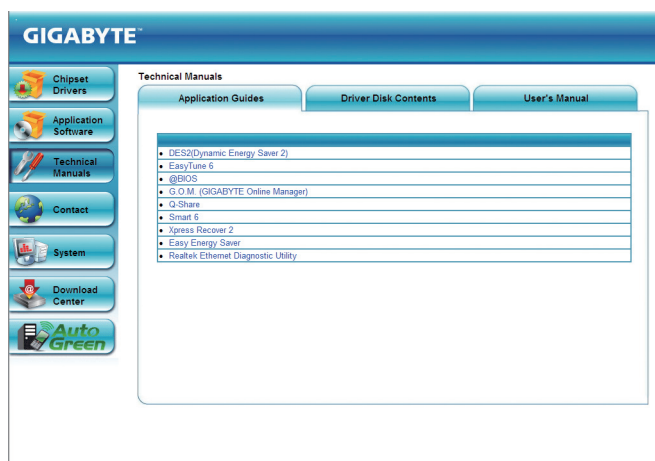 GIGABYTE™
Chipset
Drivers
Application
Software
Technical
Manuals
Contact
System
Download
Center
Auto
Green
Technical Manuals
Application Guides
Driver Disk Contents
User's Manual
• DES2(Dynamic Energy Saver 2)
• EasyTune 6
• @BIOS
• G.O.M. (GIGABYTE Online Manager)
• Q-Share
• Smart 6
• Xpress Recover 2
• Easy Energy Saver
• Realtek Ethernet Diagnostic Utility